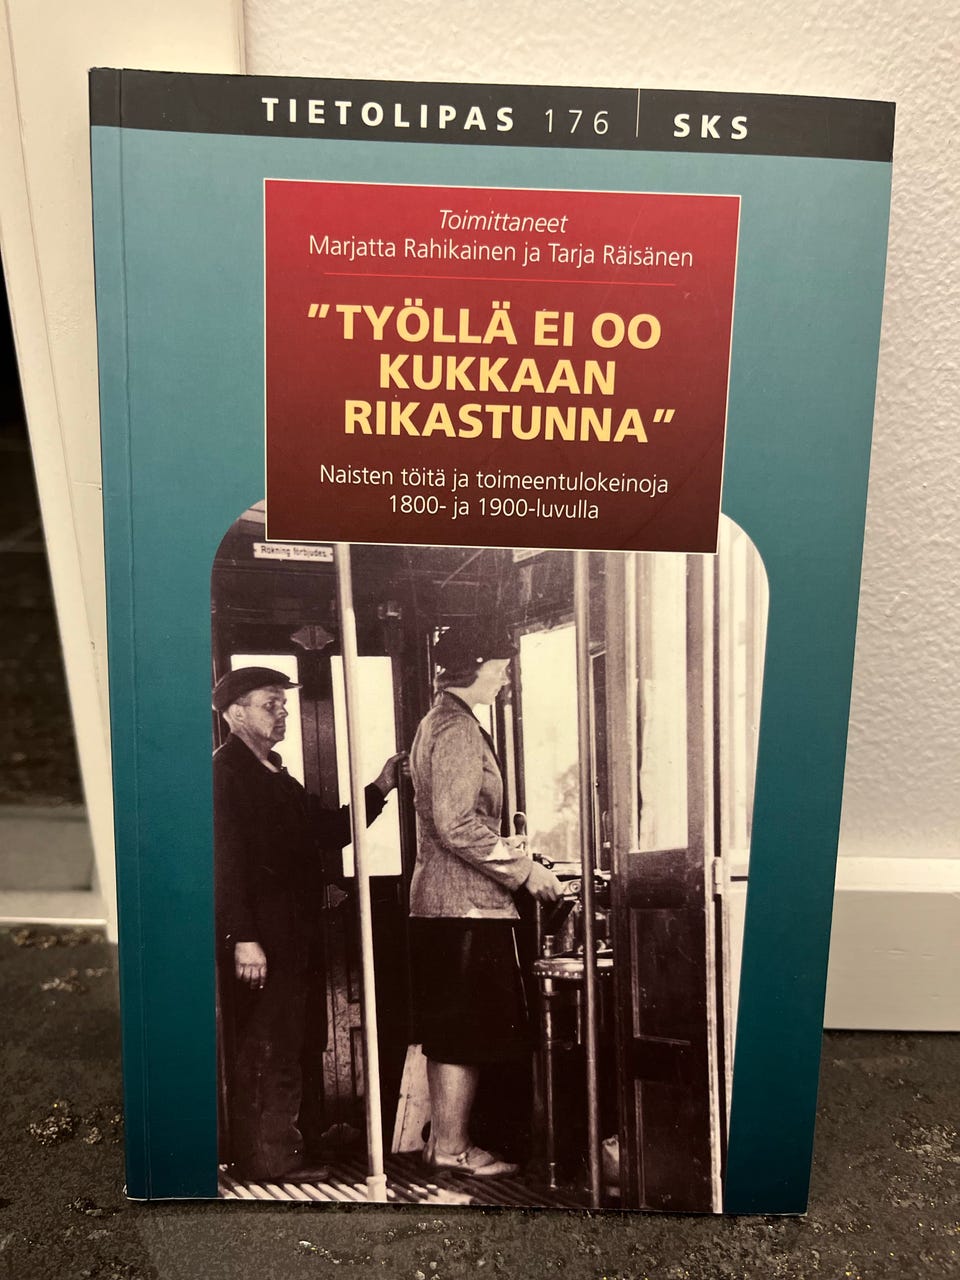 TIETOLIPAS 176 | SKS
Toimittaneet
Marjatta Rahikainen ja Tarja Räisänen
"TYÖLLÄ EI OO
KUKKAAN
RIKASTUNNA"
Naisten töitä ja toimeentulokeinoja
1800- ja 1900-luvulla
Rökning förbjudes.